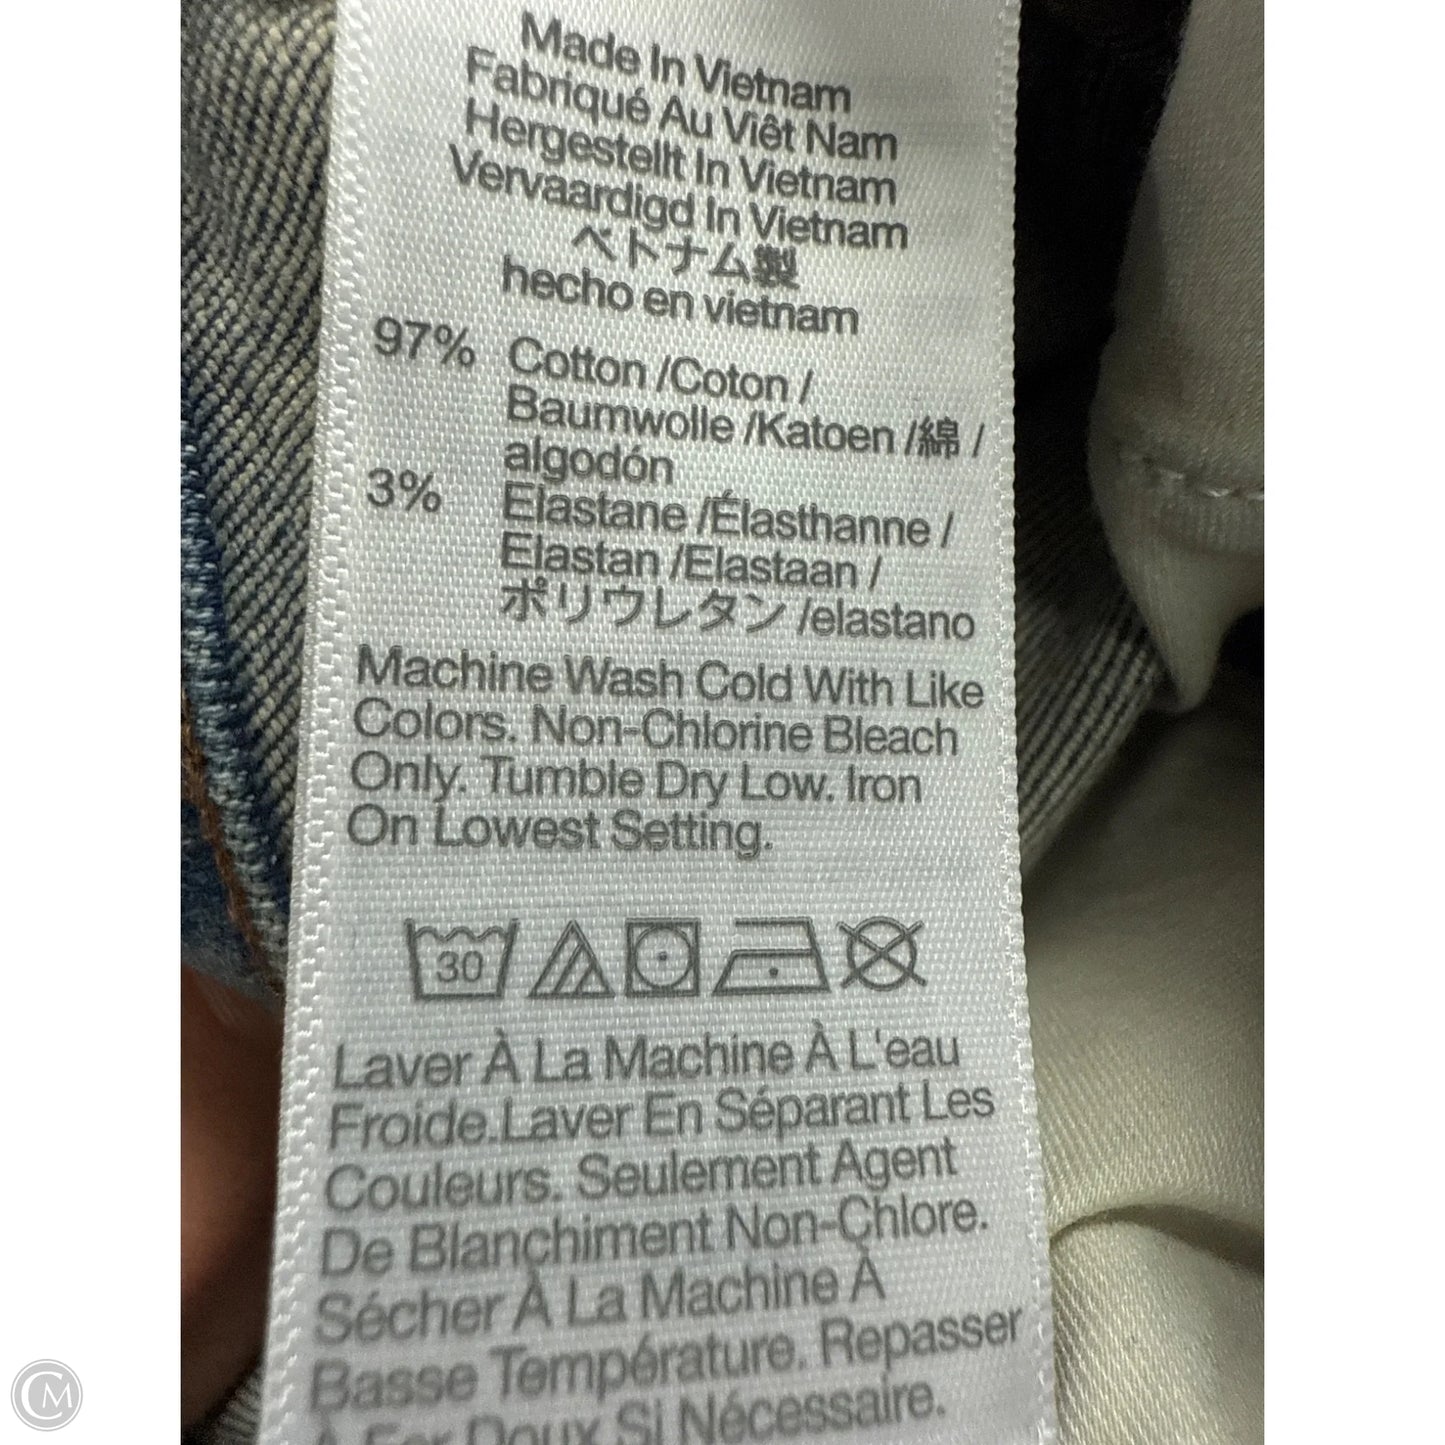 Made In Vietnam
Fabriqué Au Viêt Nam
Hergestellt In Vietnam
Vervaardigd In Vietnam
ベトナム製
hecho en vietnam
97% Cotton /Coton /
Baumwolle /Katoen /綿 /
algodón
3% Elastane /Élasthanne /
Elastan /Elastaan /
ポリウレタン /elastano
Machine Wash Cold With Like
Colors. Non-Chlorine Bleach
Only. Tumble Dry Low. Iron
On Lowest Setting.
30
Laver À La Machine À L'eau
Froide.Laver En Séparant Les
Couleurs. Seulement Agent
De Blanchiment Non-Chlore.
Sécher À La Machine À
Basse Température. Repasser
À Fer Doux Si Nécessaire.
CM